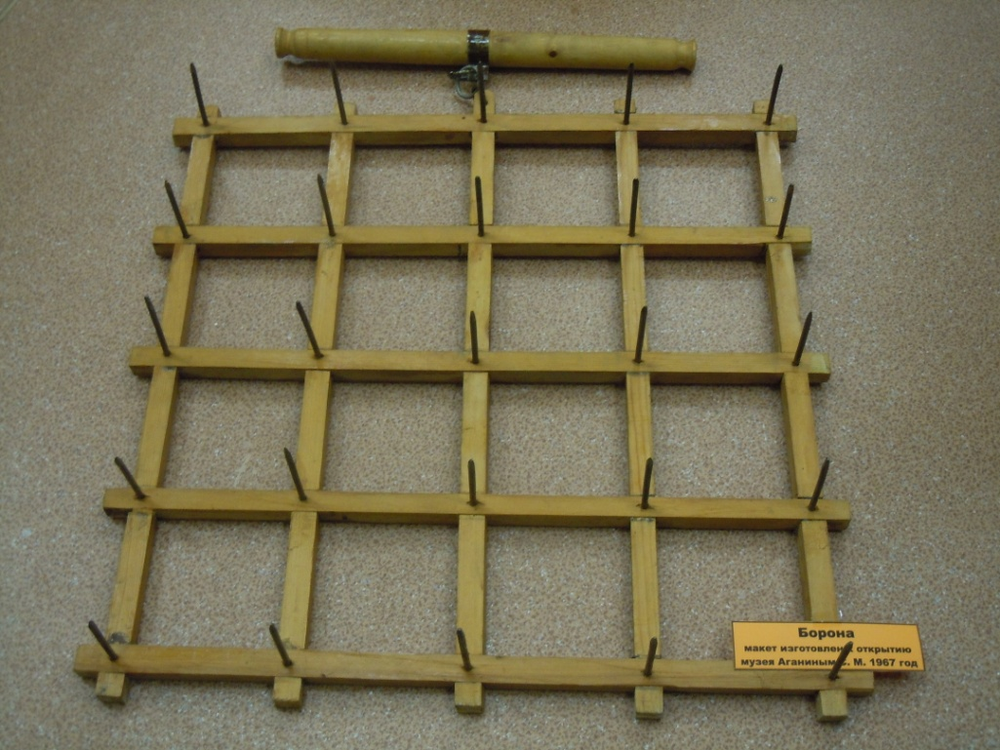 Борона
макет изготовлен открытию
музея Аганиным М. 1967 год